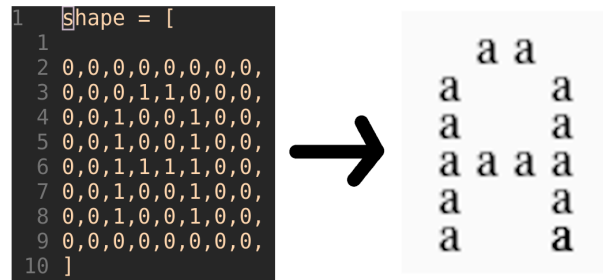 1 shape = [
1
2 0,0,0,0,0,0,0,0,
3 0,0,0,1,1,0,0,0,
4 0,0,1,0,0,1,0,0,
5 0,0,1,0,0,1,0,0,
6 0,0,1,1,1,1,0,0,
7 0,0,1,0,0,1,0,0,
8 0,0,1,0,0,1,0,0,
9 0,0,0,0,0,0,0,0,
10 ]
a a
a a
a a
a a a a
a a
a a